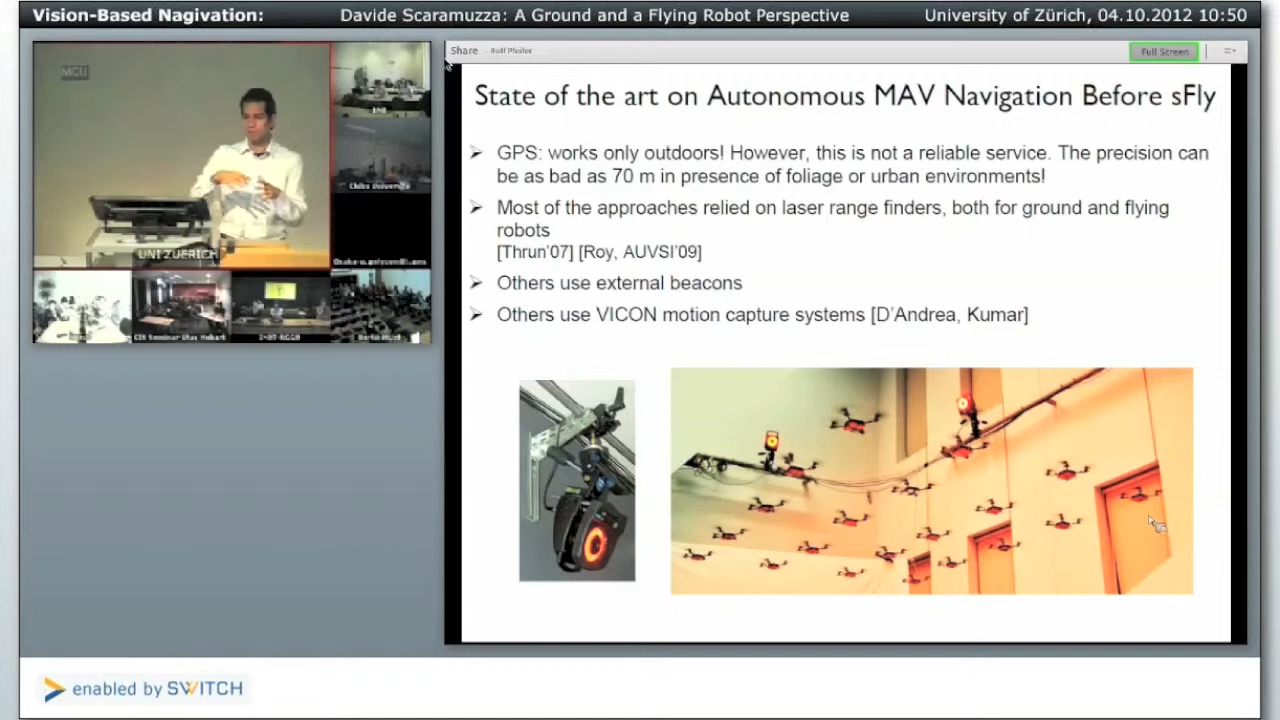 Vision-Based Nagivation: Davide Scaramuzza: A Ground and a Flying Robot Perspective University of Zürich, 04.10.2012 10:50
MCU
UNI ZUERICH
Share - Rolf Pfeifer
Full Screen
State of the art on Autonomous MAV Navigation Before sFly
➢ GPS: works only outdoors! However, this is not a reliable service. The precision can
be as bad as 70 m in presence of foliage or urban environments!
➢ Most of the approaches relied on laser range finders, both for ground and flying
robots
[Thrun'07] [Roy, AUVSI'09]
➢ Others use external beacons
➢ Others use VICON motion capture systems [D'Andrea, Kumar]
enabled by SWITCH